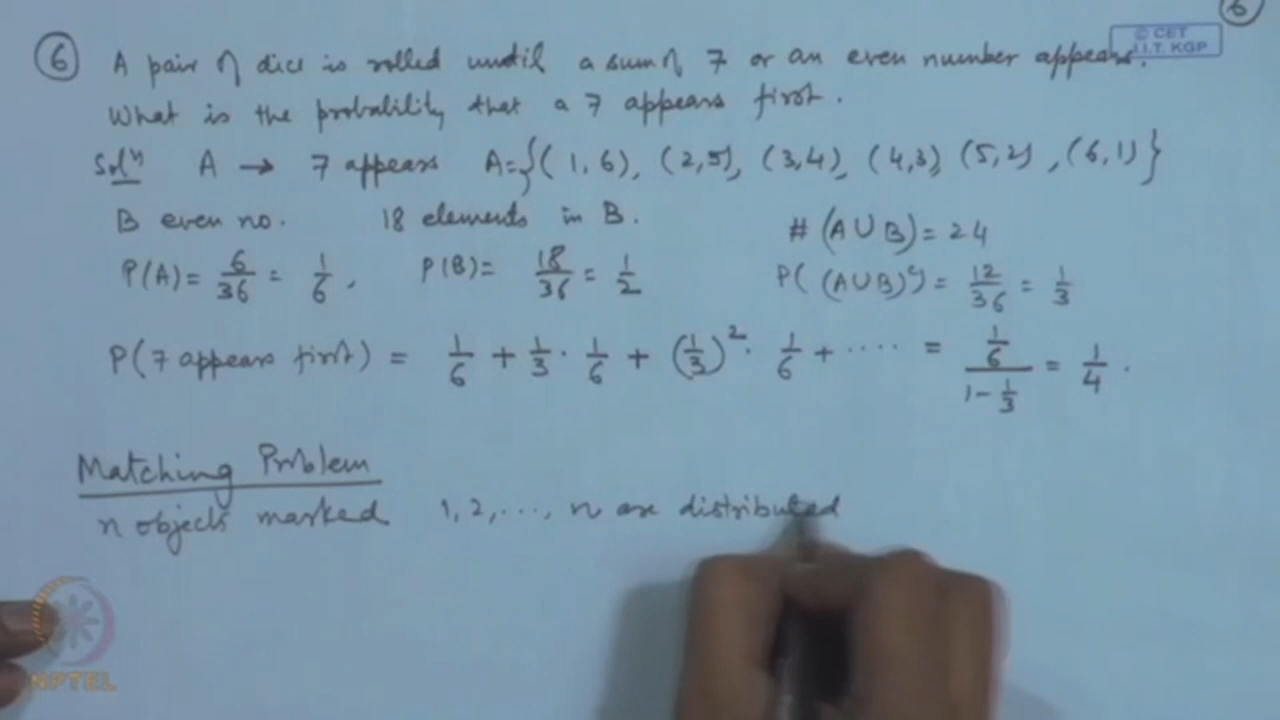 6
© CET
I.I.T. KGP
⑥ A pair of dice is rolled until a sum of 7 or an even number appears.
What is the probability that a 7 appears first.
Solⁿ A → 7 appears A={(1,6), (2,5), (3,4), (4,3), (5,2), (6,1)}
B even no. 18 elements in B. # (A∪B) = 24
P(A) = 6/36 = 1/6, P(B) = 18/36 = 1/2 P((A∪B)ᶜ) = 12/36 = 1/3
P(7 appears first) = 1/6 + 1/3 · 1/6 + (1/3)² · 1/6 + ···· = (1/6)/(1 - 1/3) = 1/4.
Matching Problem
n objects marked 1, 2, ..., n are distributed
NPTEL